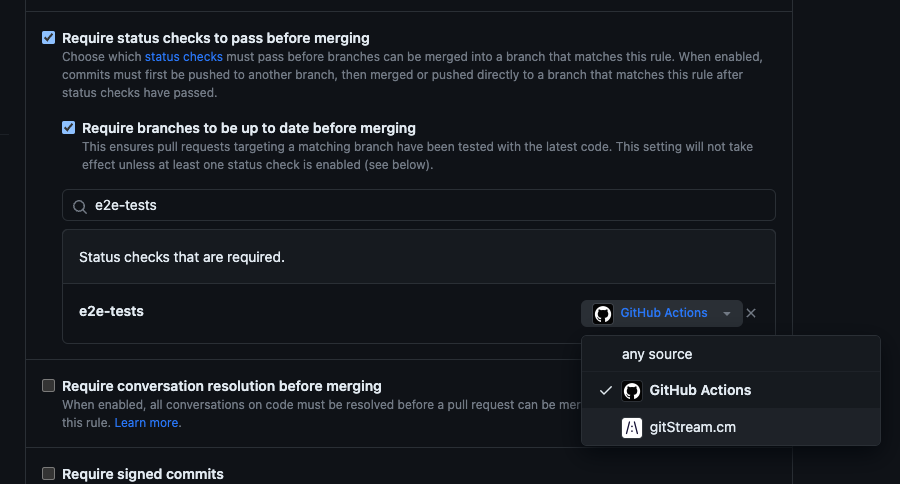 Require status checks to pass before merging
Choose which status checks must pass before branches can be merged into a branch that matches this rule. When enabled,
commits must first be pushed to another branch, then merged or pushed directly to a branch that matches this rule after
status checks have passed.
Require branches to be up to date before merging
This ensures pull requests targeting a matching branch have been tested with the latest code. This setting will not take
effect unless at least one status check is enabled (see below).
e2e-tests
Status checks that are required.
e2e-tests
GitHub Actions
any source
GitHub Actions
gitStream.cm
Require conversation resolution before merging
When enabled, all conversations on code must be resolved before a pull request can be
this rule. Learn more.
Require signed commits